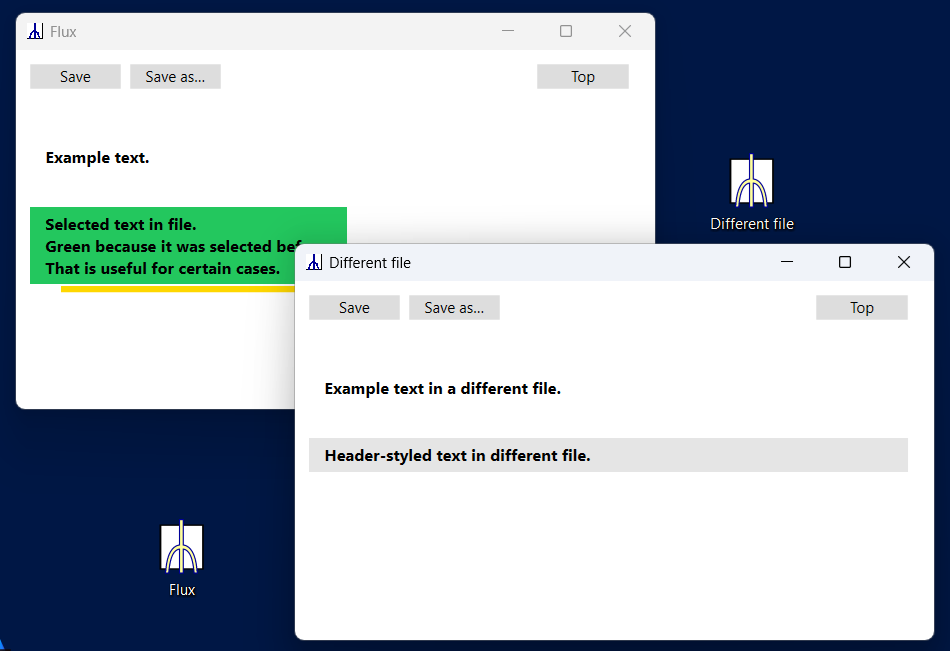 Flux
Save
Save as...
Top
Example text.
Selected text in file.
Green because it was selected
That is useful for certain cases.
Different file
Different file
Save
Save as...
Top
Example text in a different file.
Header-styled text in different file.
Flux